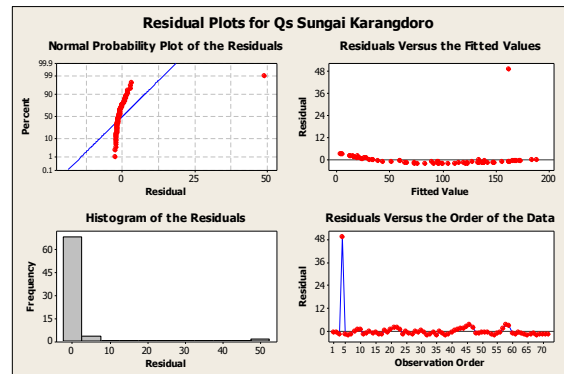 Residual Plots for Qs Sungai Karangdoro
Normal Probability Plot of the Residuals
99.9
99
90
50
10
1
0.1
Percent
0
25
50
Residual
Residuals Versus the Fitted Values
48
36
24
12
0
Residual
0
50
100
150
200
Fitted Value
Histogram of the Residuals
60
45
30
15
0
Frequency
0
10
20
30
40
50
Residual
Residuals Versus the Order of the Data
48
36
24
12
0
Residual
1 5 10 15 20 25 30 35 40 45 50 55 60 65 70
Observation Order